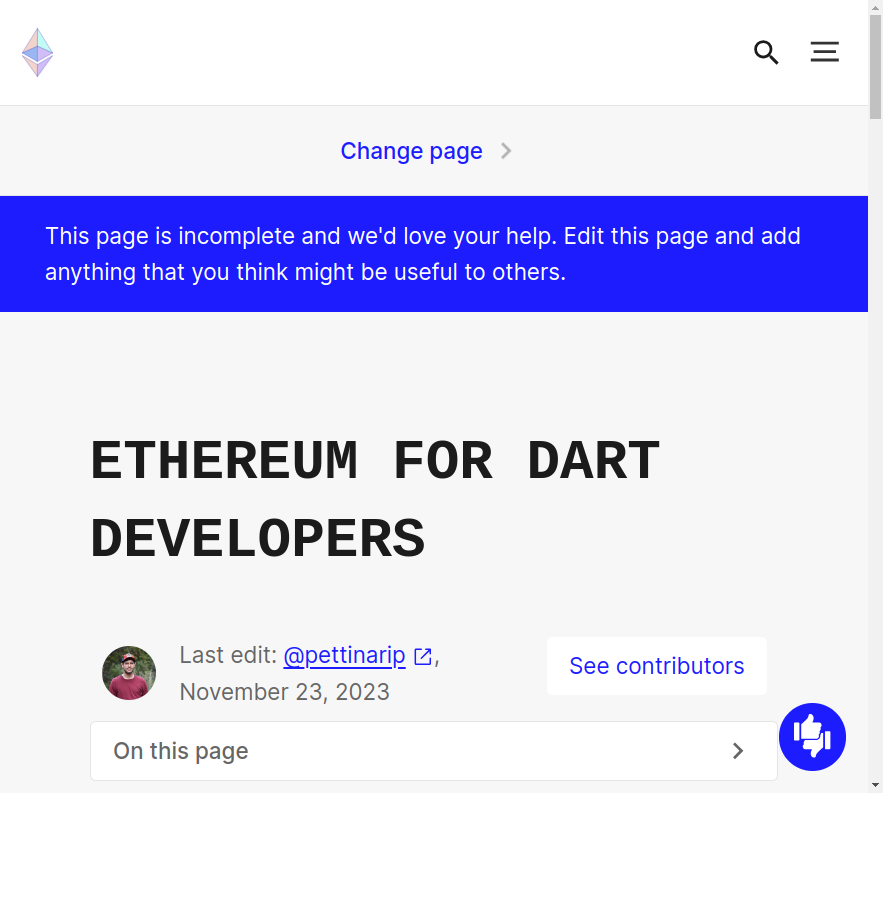 Change page
This page is incomplete and we'd love your help. Edit this page and add
anything that you think might be useful to others.
ETHEREUM FOR DART
DEVELOPERS
Last edit: @pettinarip ,
November 23, 2023
See contributors
On this page